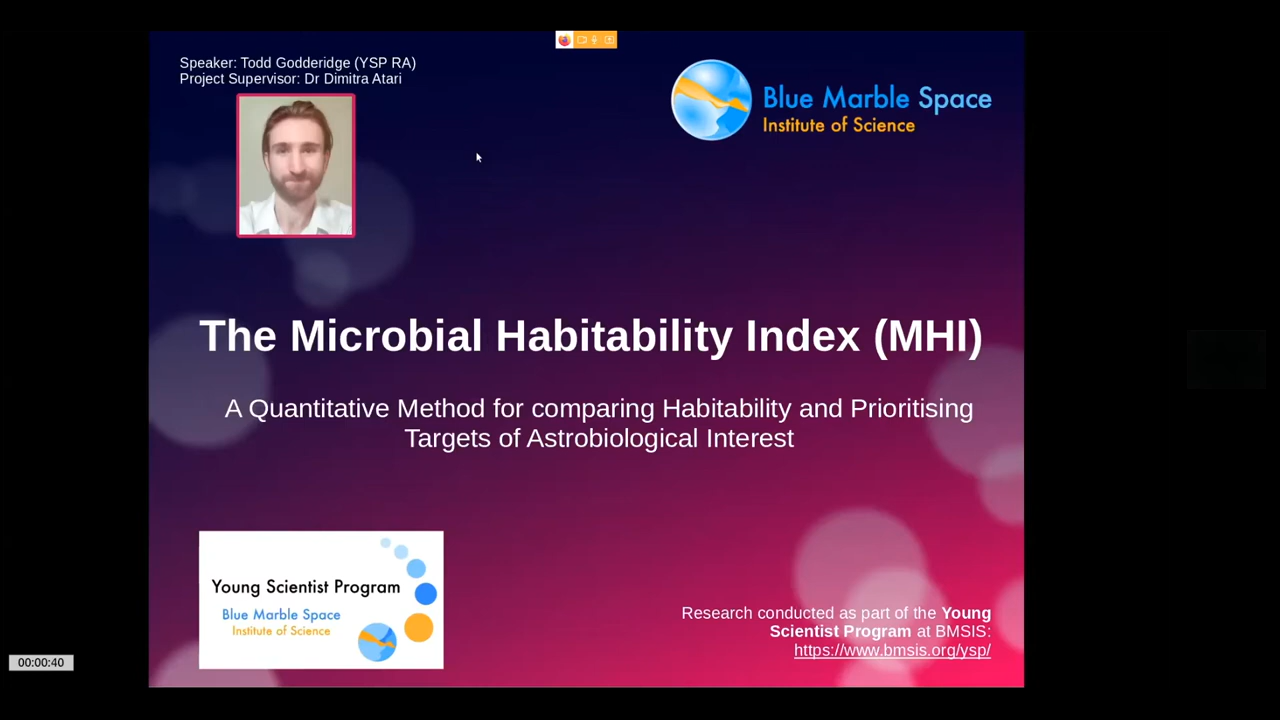 Speaker: Todd Godderidge (YSP RA)
Project Supervisor: Dr Dimitra Atari
Blue Marble Space
Institute of Science
The Microbial Habitability Index (MHI)
A Quantitative Method for comparing Habitability and Prioritising
Targets of Astrobiological Interest
Young Scientist Program
Blue Marble Space
Institute of Science
Research conducted as part of the Young
Scientist Program at BMSIS:
https://www.bmsis.org/ysp/
00:00:40